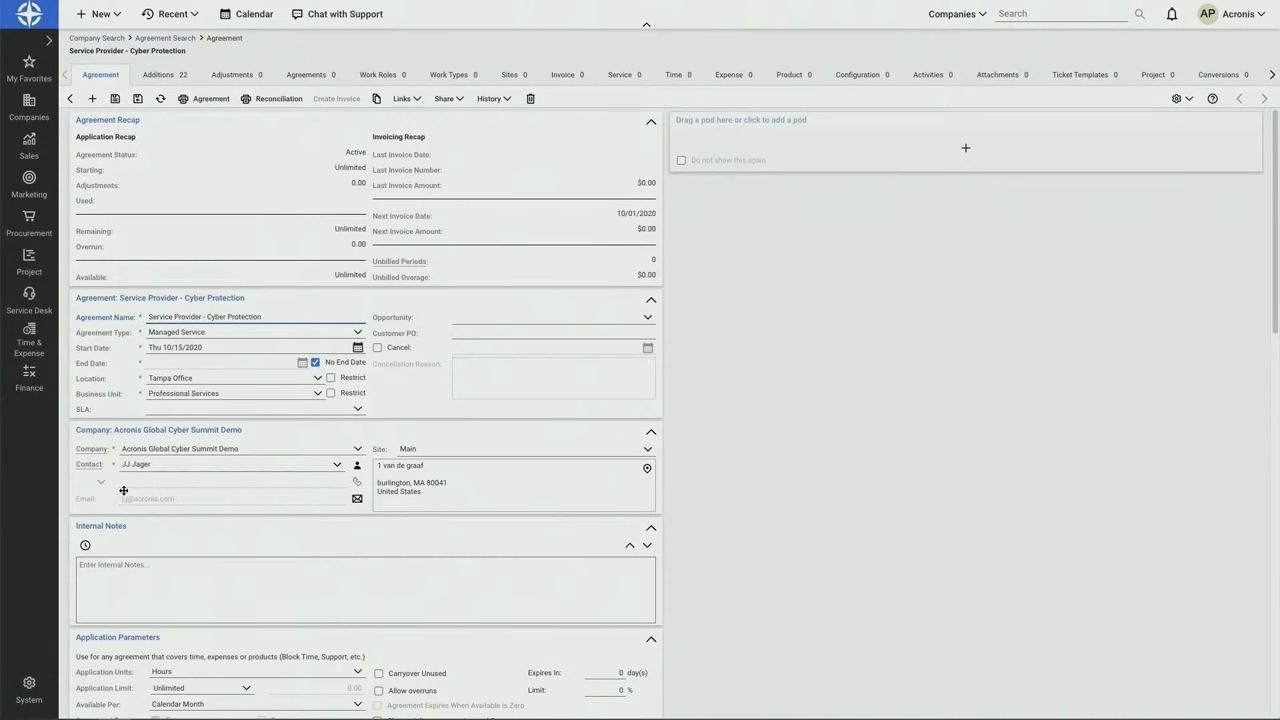 New
Recent
Calendar
Chat with Support
Companies
Search
AP
Acronis
Company Search > Agreement Search > Agreement
Service Provider - Cyber Protection
My Favorites
Companies
Sales
Marketing
Procurement
Project
Service Desk
Time &
Expense
Finance
System
Agreement
Additions 22
Adjustments 0
Agreements 0
Work Roles 0
Work Types 0
Sites 0
Invoice 0
Service 0
Time 0
Expense 0
Product 0
Configuration 0
Activities 0
Attachments 0
Ticket Templates 0
Project 0
Conversions 0
Agreement
Reconciliation
Create Invoice
Links
Share
History
Agreement Recap
Application Recap
Agreement Status: Active
Starting: Unlimited
Adjustments: 0.00
Used:
Remaining: Unlimited
Overrun: 0.00
Available: Unlimited
Invoicing Recap
Last Invoice Date:
Last Invoice Number:
Last Invoice Amount: $0.00
Next Invoice Date: 10/01/2020
Next Invoice Amount: $0.00
Unbilled Periods: 0
Unbilled Overage: $0.00
Drag a pod here or click to add a pod
Do not show this again
Agreement: Service Provider - Cyber Protection
Agreement Name: * Service Provider - Cyber Protection
Agreement Type: * Managed Service
Start Date: * Thu 10/15/2020
End Date: * No End Date
Location: * Tampa Office Restrict
Business Unit: * Professional Services Restrict
SLA:
Opportunity:
Customer PO:
Cancel:
Cancellation Reason:
Company: Acronis Global Cyber Summit Demo
Company: * Acronis Global Cyber Summit Demo
Contact: * JJ Jager
Email: j.j@acronis.com
Site: Main
1 van de graaf
burlington, MA 80041
United States
Internal Notes
Enter Internal Notes...
Application Parameters
Use for any agreement that covers time, expenses or products (Block Time, Support, etc.)
Application Units: Hours
Application Limit: Unlimited 0.00
Available Per: Calendar Month
Carryover Unused
Expires In: 0 day(s)
Allow overruns
Limit: 0 %
Agreement Expires When Available is Zero